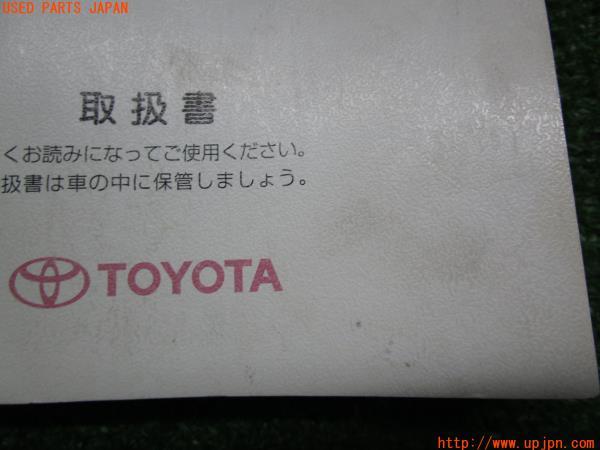 USED PARTS JAPAN
取扱書
くお読みになってご使用ください。
扱書は車の中に保管しましょう。
TOYOTA
http://www.upjpn.com/